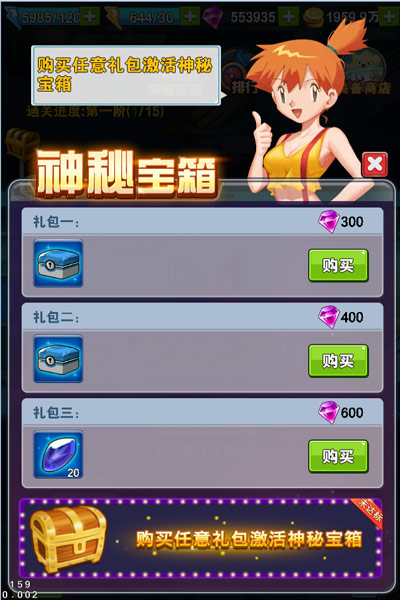 5985/120
644/30
553935
1959.9万
购买任意礼包激活神秘
宝箱
排行
装备商店
通关进度:第一阶(1/15)
神秘宝箱
礼包一:
300
购买
礼包二:
400
购买
礼包三:
600
20
购买
未达标
购买任意礼包激活神秘宝箱
159
0.002